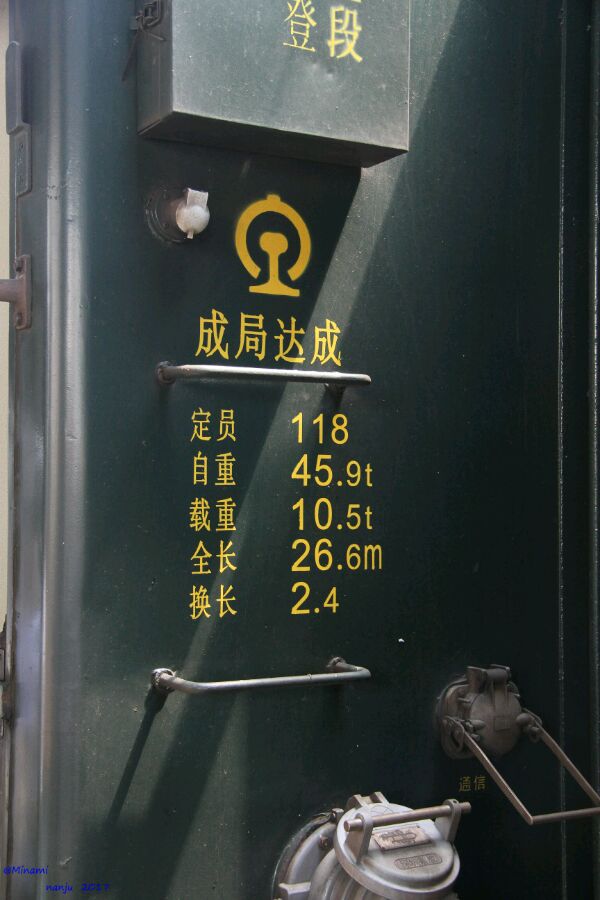 登段
成局达成
定员 118
自重 45.9t
载重 10.5t
全长 26.6m
换长 2.4
通信
@Minami
nanju 2017